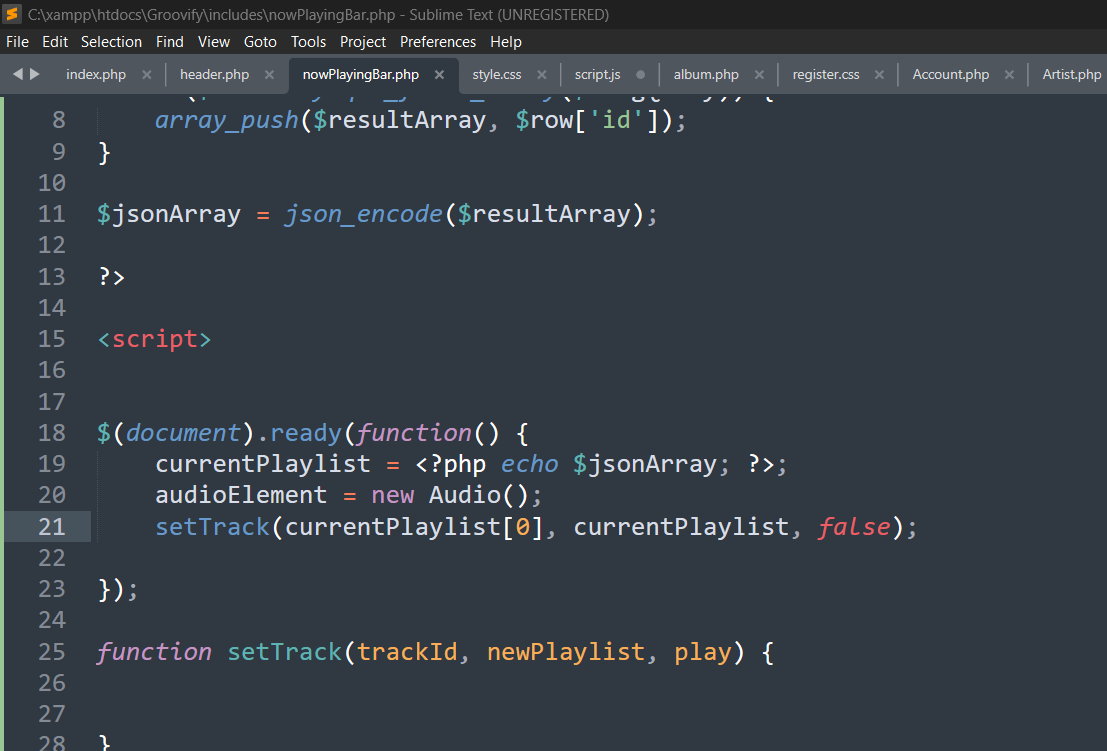 C:\xampp\htdocs\Groovify\includes\nowPlayingBar.php - Sublime Text (UNREGISTERED)
File Edit Selection Find View Goto Tools Project Preferences Help
index.php × header.php × nowPlayingBar.php × style.css × script.js ● album.php × register.css × Account.php × Artist.php
8 array_push($resultArray, $row['id']);
9 }
10
11 $jsonArray = json_encode($resultArray);
12
13 ?>
14
15 <script>
16
17
18 $(document).ready(function() {
19 currentPlaylist = <?php echo $jsonArray; ?>;
20 audioElement = new Audio();
21 setTrack(currentPlaylist[0], currentPlaylist, false);
22
23 });
24
25 function setTrack(trackId, newPlaylist, play) {
26
27
28 }